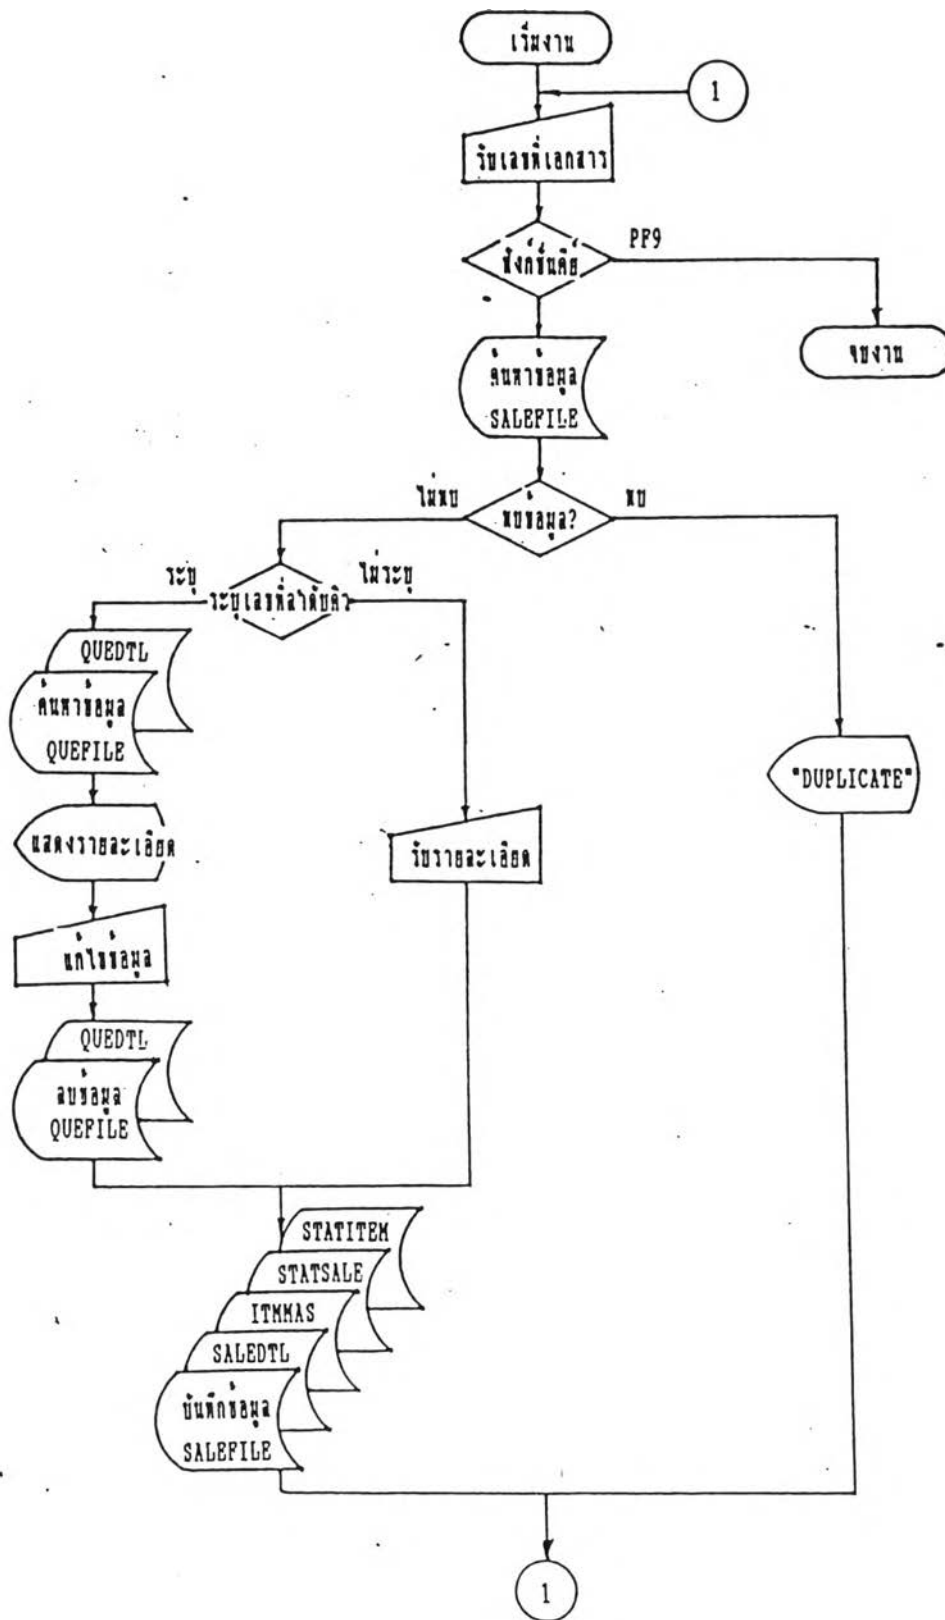 เริ่มงาน
1
รับเลขที่เอกสาร
ฟังก์ชั่นคีย์
PF9
จบงาน
ค้นหาข้อมูล
SALEFILE
พบข้อมูล?
ไม่พบ
พบ
ระบุเลขที่ลำดับคิว
ระบุ
ไม่ระบุ
QUEDTL
ค้นหาข้อมูล
QUEFILE
แสดงรายละเอียด
รับรายละเอียด
"DUPLICATE"
แก้ไขข้อมูล
QUEDTL
ลบข้อมูล
QUEFILE
STATITEM
STATSALE
ITMMAS
SALEDTL
บันทึกข้อมูล
SALEFILE
1